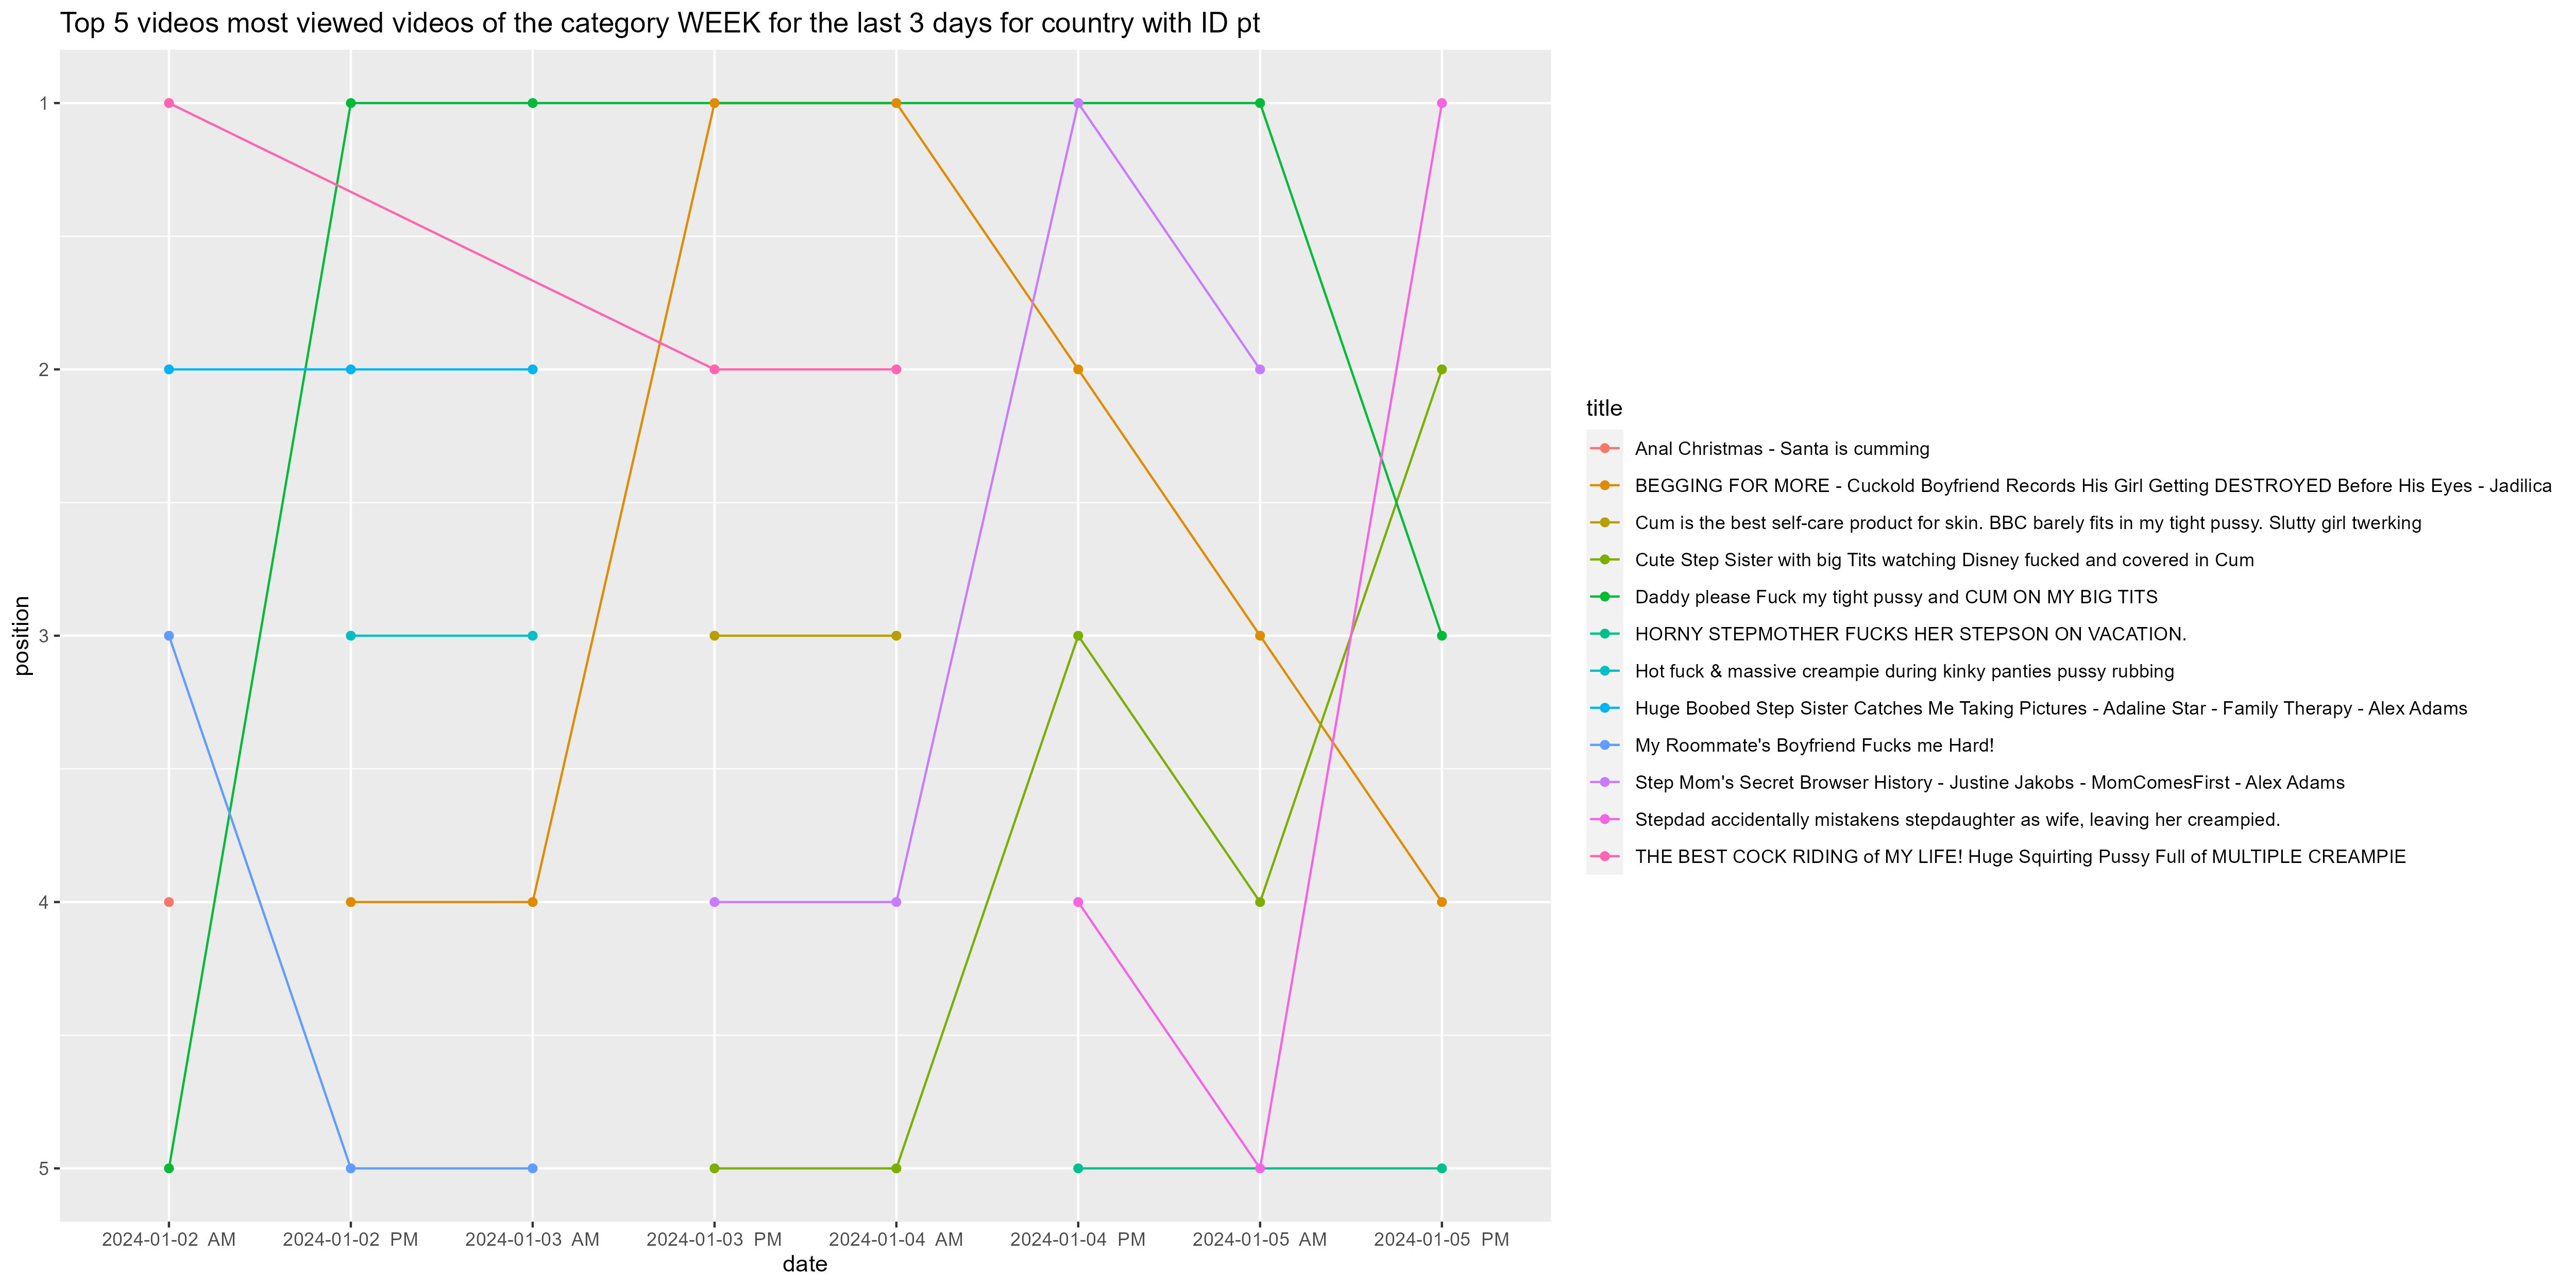 Top 5 videos most viewed videos of the category WEEK for the last 3 days for country with ID pt
position
1
2
3
4
5
2024-01-02 AM
2024-01-02 PM
2024-01-03 AM
2024-01-03 PM
2024-01-04 AM
2024-01-04 PM
2024-01-05 AM
2024-01-05 PM
date
title
Anal Christmas - Santa is cumming
BEGGING FOR MORE - Cuckold Boyfriend Records His Girl Getting DESTROYED Before His Eyes - Jadilica
Cum is the best self-care product for skin. BBC barely fits in my tight pussy. Slutty girl twerking
Cute Step Sister with big Tits watching Disney fucked and covered in Cum
Daddy please Fuck my tight pussy and CUM ON MY BIG TITS
HORNY STEPMOTHER FUCKS HER STEPSON ON VACATION.
Hot fuck & massive creampie during kinky panties pussy rubbing
Huge Boobed Step Sister Catches Me Taking Pictures - Adaline Star - Family Therapy - Alex Adams
My Roommate's Boyfriend Fucks me Hard!
Step Mom's Secret Browser History - Justine Jakobs - MomComesFirst - Alex Adams
Stepdad accidentally mistakens stepdaughter as wife, leaving her creampied.
THE BEST COCK RIDING of MY LIFE! Huge Squirting Pussy Full of MULTIPLE CREAMPIE